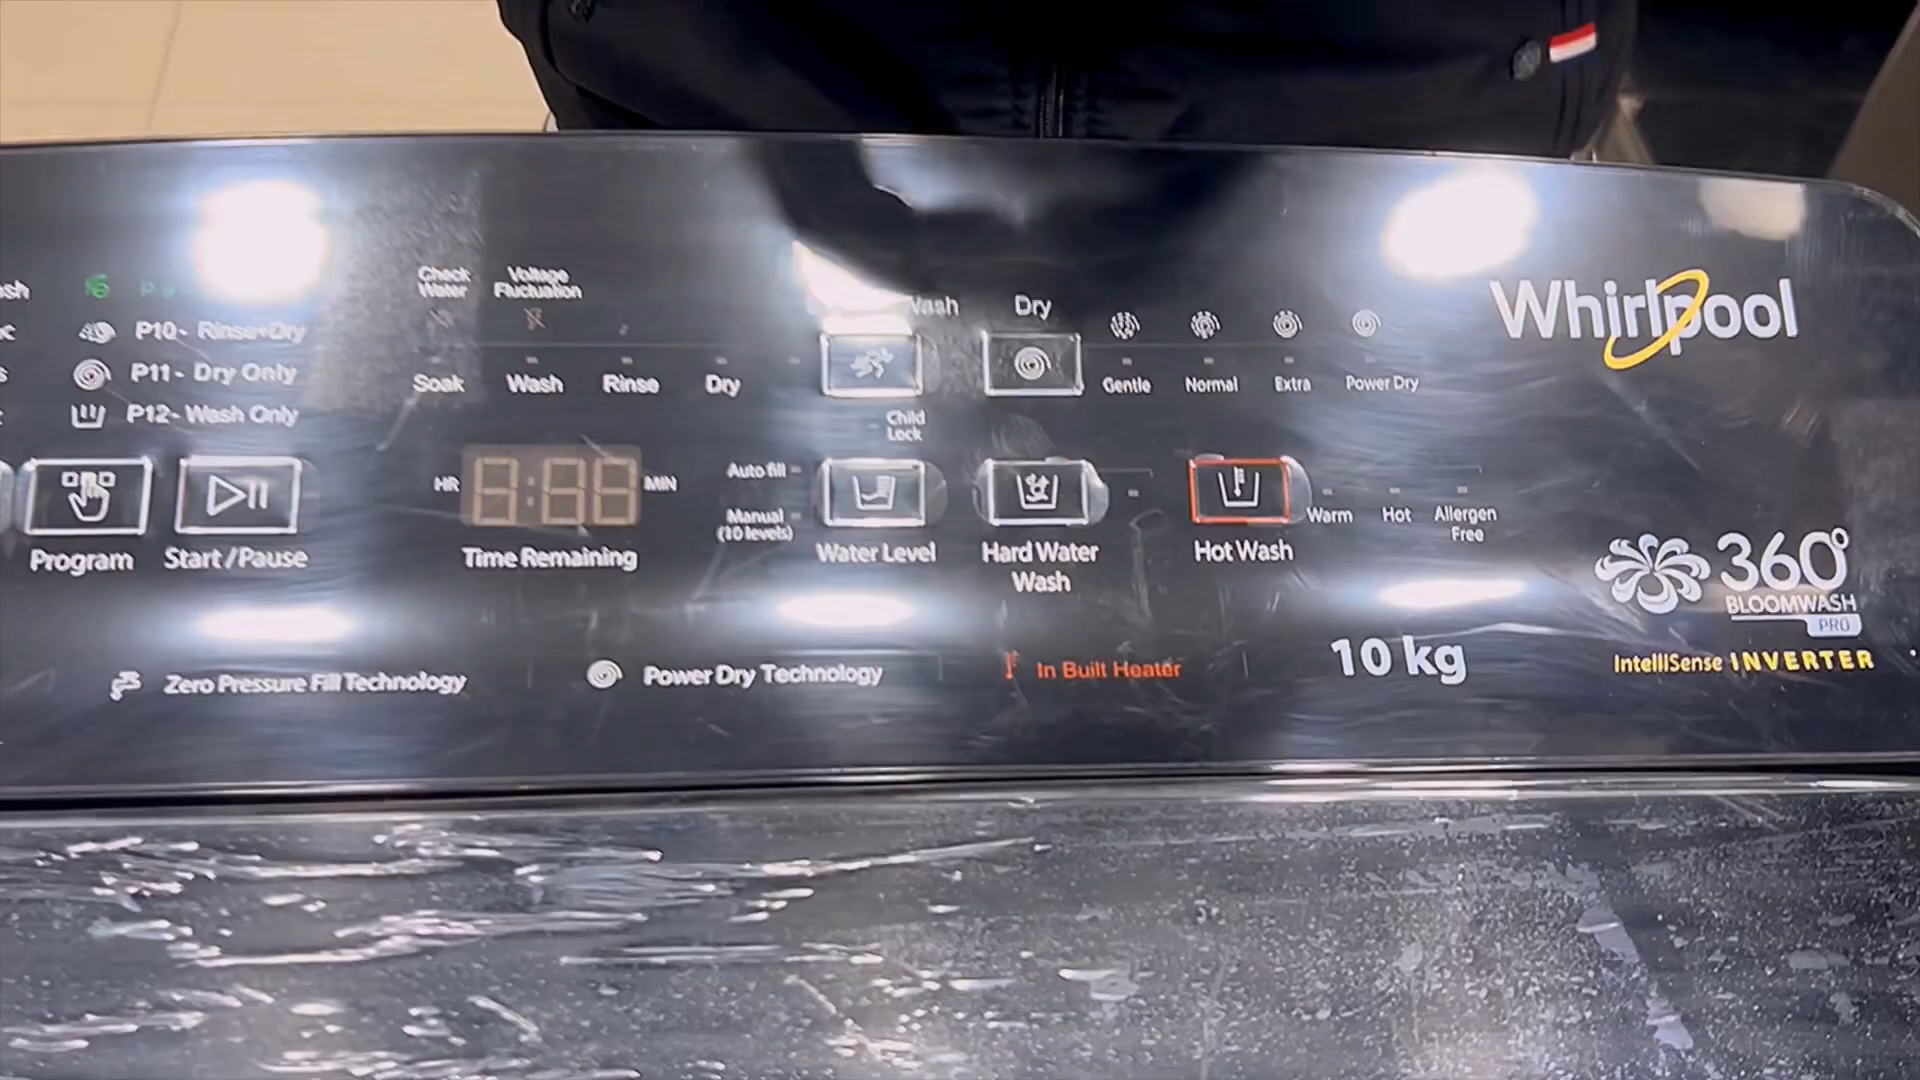 Check
Water
Voltage
Fluctuation
P10- Rinse+Dry
P11- Dry Only
P12- Wash Only
Soak
Wash
Rinse
Dry
Wash
Dry
Gentle
Normal
Extra
Power Dry
Whirlpool
Child
Lock
Program
Start/Pause
HR
MIN
Time Remaining
Auto fill
Manual
(10 levels)
Water Level
Hard Water
Wash
Hot Wash
Warm
Hot
Allergen
Free
360°
BLOOMWASH
PRO
IntelliSense INVERTER
Zero Pressure Fill Technology
Power Dry Technology
In Built Heater
10 kg